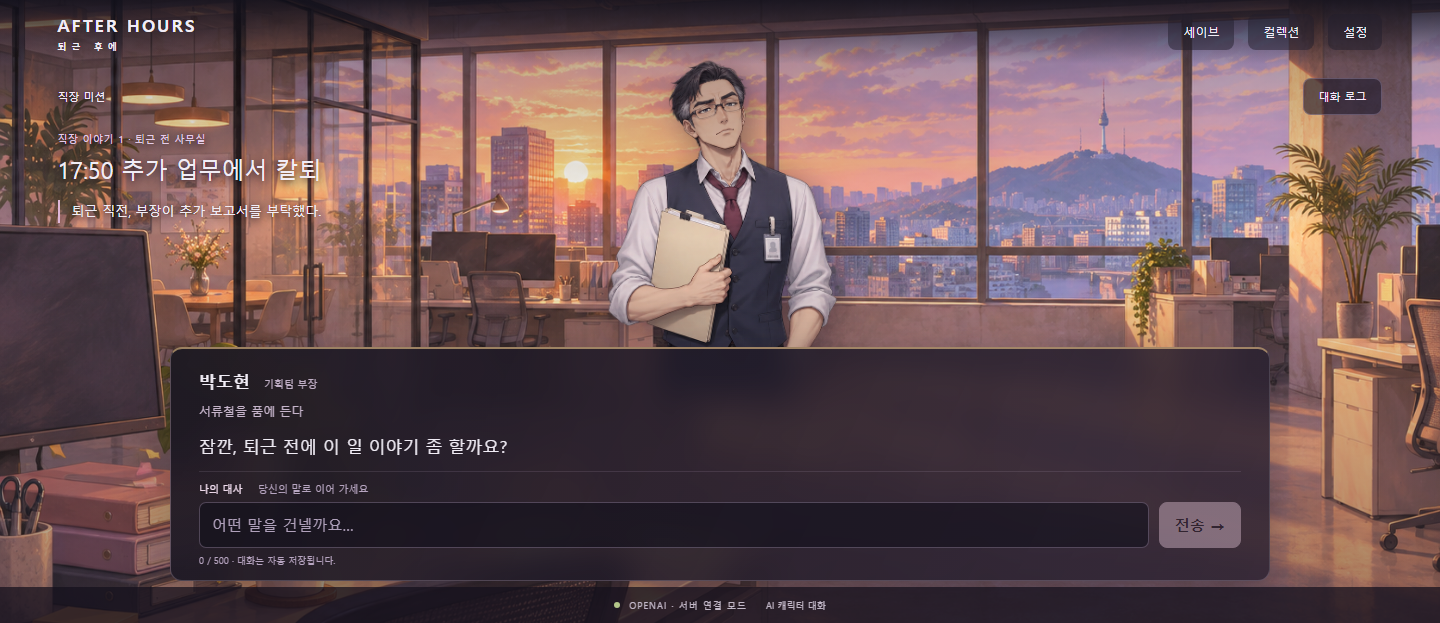 AFTER HOURS
퇴근 후에
세이브
컬렉션
설정
직장 미션
대화 로그
직장 이야기 1 · 퇴근 전 사무실
17:50 추가 업무에서 칼퇴
퇴근 직전, 부장이 추가 보고서를 부탁했다.
박도현 기획팀 부장
서류철을 품에 든다
잠깐, 퇴근 전에 이 일 이야기 좀 할까요?
나의 대사 당신의 말로 이어 가세요
어떤 말을 건넬까요...
전송 →
0 / 500 · 대화는 자동 저장됩니다.
OPENAI · 서버 연결 모드 AI 캐릭터 대화